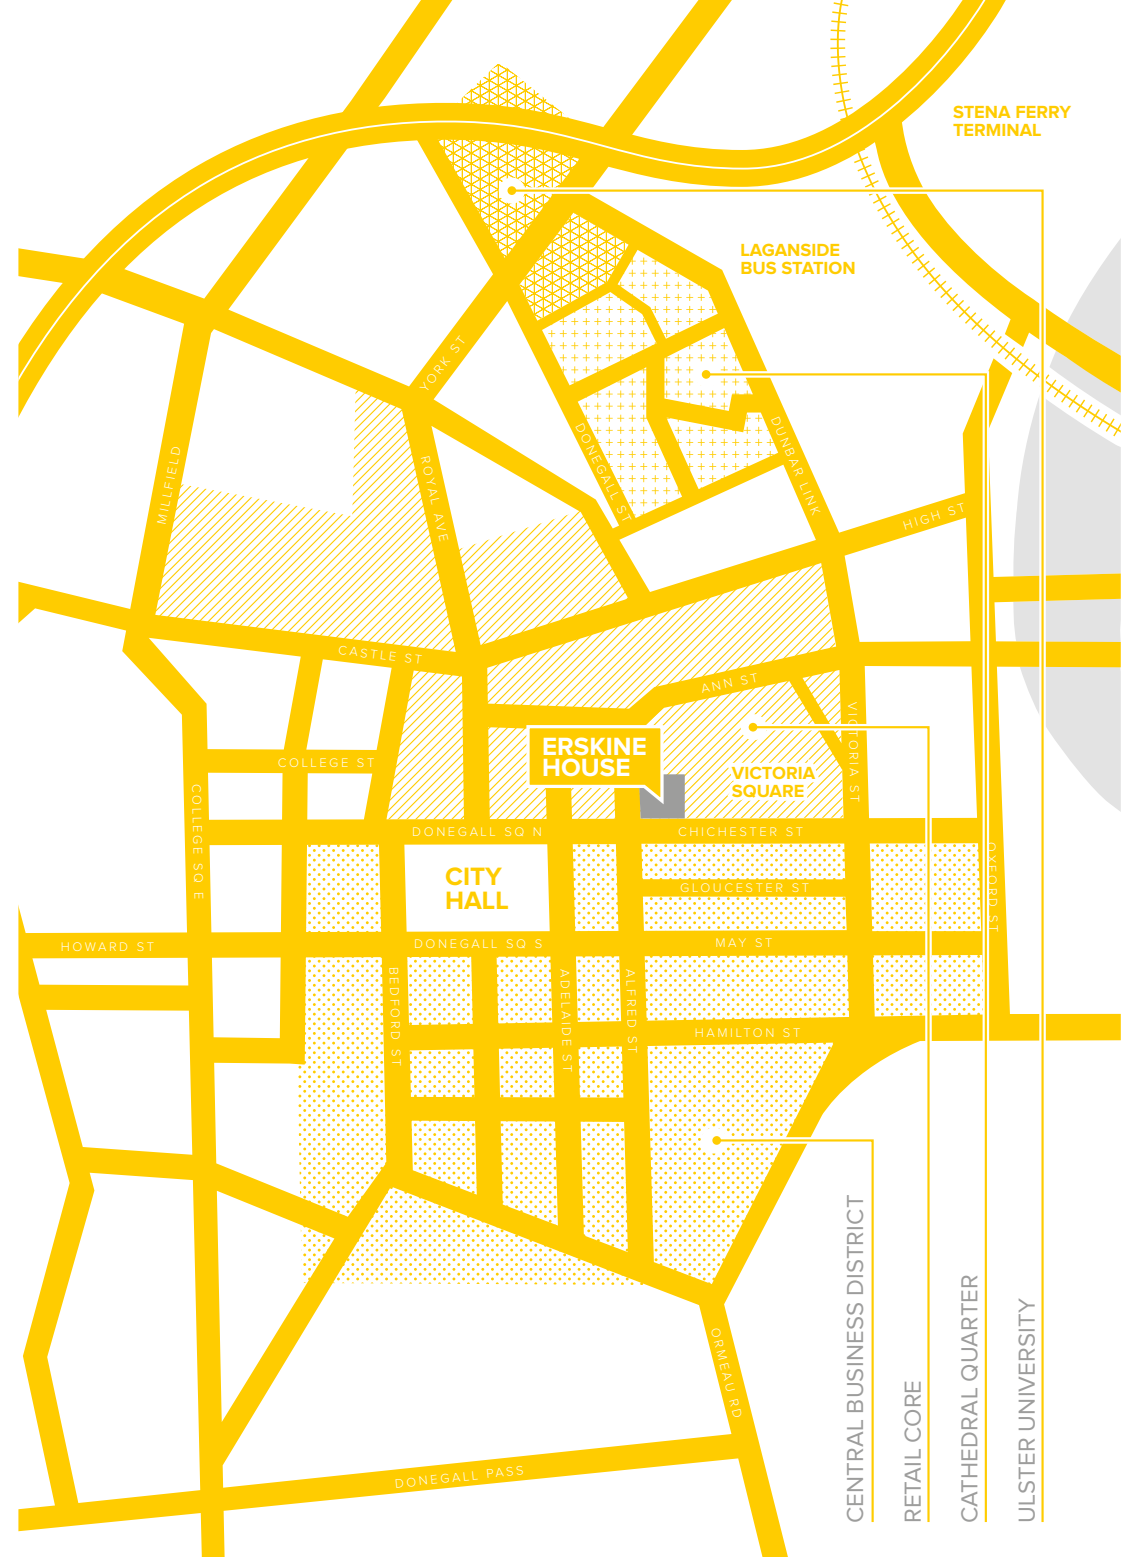 STENA FERRY
TERMINAL
LAGANSIDE
BUS STATION
YORK ST
DONEGALL ST
DUNBAR LINK
MILLFIELD
ROYAL AVE
HIGH ST
CASTLE ST
ANN ST
VICTORIA ST
ERSKINE
HOUSE
COLLEGE ST
VICTORIA
SQUARE
COLLEGE SQ E
DONEGALL SQ N
CHICHESTER ST
OXFORD ST
CITY
HALL
GLOUCESTER ST
HOWARD ST
DONEGALL SQ S
MAY ST
BEDFORD ST
ADELAIDE ST
ALFRED ST
HAMILTON ST
ORMEAU RD
DONEGALL PASS
CENTRAL BUSINESS DISTRICT
RETAIL CORE
CATHEDRAL QUARTER
ULSTER UNIVERSITY